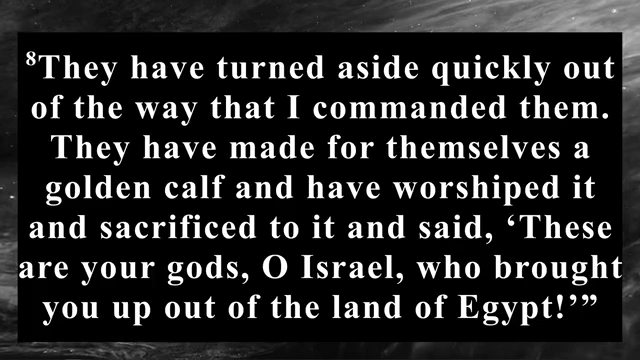 ⁸They have turned aside quickly out
of the way that I commanded them.
They have made for themselves a
golden calf and have worshiped it
and sacrificed to it and said, ‘These
are your gods, O Israel, who brought
you up out of the land of Egypt!’”